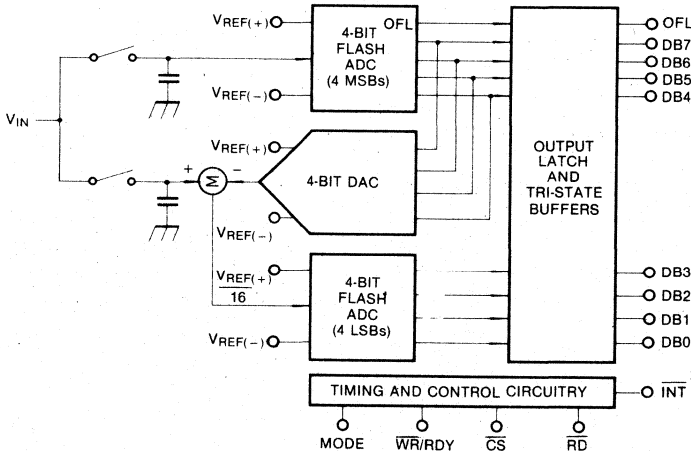 VREF(+)
4-BIT
FLASH
ADC
(4 MSBs)
OFL
VREF(−)
VIN
VREF(+)
4-BIT DAC
+
Σ
−
VREF(−)
VREF(+)
16
4-BIT
FLASH
ADC
(4 LSBs)
VREF(−)
OUTPUT
LATCH
AND
TRI-STATE
BUFFERS
OFL
DB7
DB6
DB5
DB4
DB3
DB2
DB1
DB0
TIMING AND CONTROL CIRCUITRY
INT
MODE
WR/RDY
CS
RD